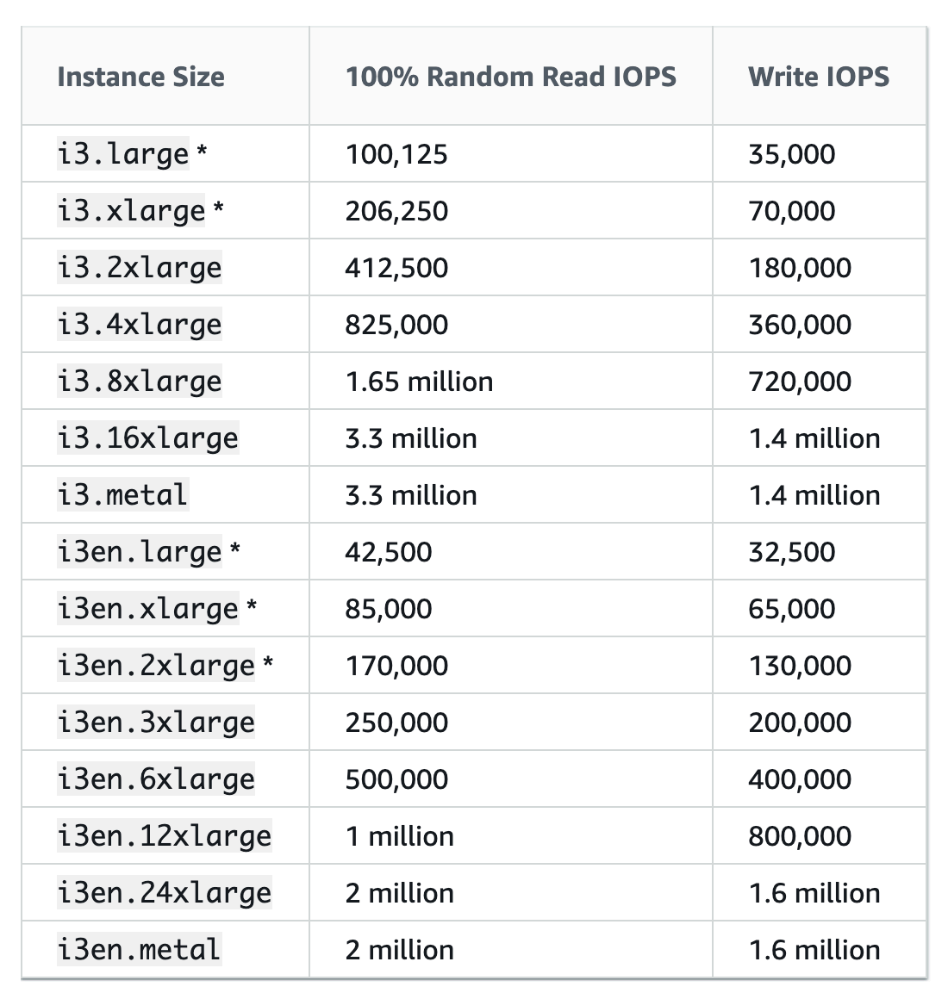 Instance Size 100% Random Read IOPS Write IOPS
i3.large * 100,125 35,000
i3.xlarge * 206,250 70,000
i3.2xlarge 412,500 180,000
i3.4xlarge 825,000 360,000
i3.8xlarge 1.65 million 720,000
i3.16xlarge 3.3 million 1.4 million
i3.metal 3.3 million 1.4 million
i3en.large * 42,500 32,500
i3en.xlarge * 85,000 65,000
i3en.2xlarge * 170,000 130,000
i3en.3xlarge 250,000 200,000
i3en.6xlarge 500,000 400,000
i3en.12xlarge 1 million 800,000
i3en.24xlarge 2 million 1.6 million
i3en.metal 2 million 1.6 million